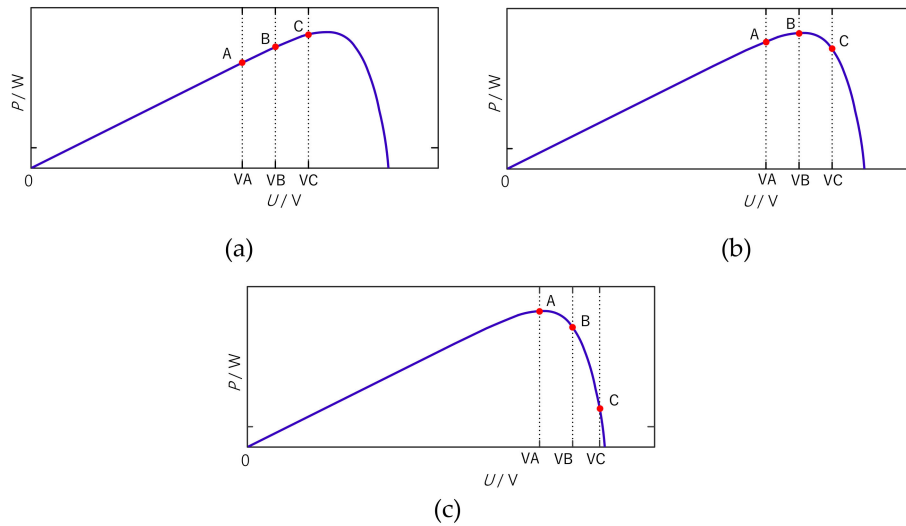 C
B
A
P / W
0
VA VB VC
U / V
(a)
B
A
C
P / W
0
VA VB VC
U / V
(b)
A
B
C
P / W
0
VA VB VC
U / V
(c)